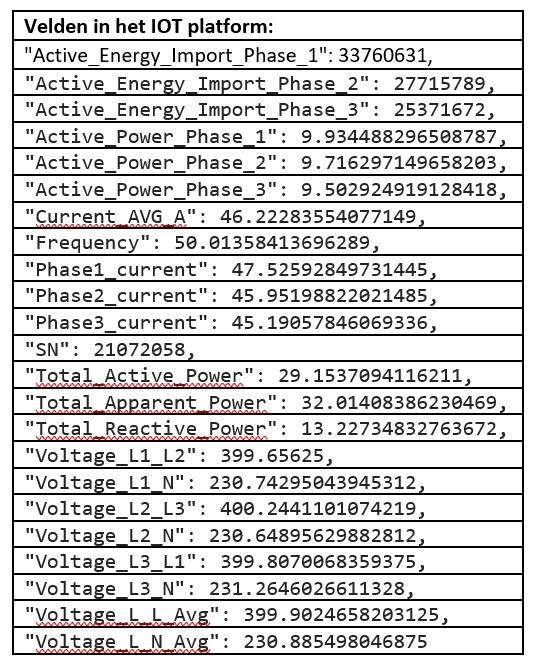 Velden in het IOT platform:
"Active_Energy_Import_Phase_1": 33760631,
"Active_Energy_Import_Phase_2": 27715789,
"Active_Energy_Import_Phase_3": 25371672,
"Active_Power_Phase_1": 9.934488296508787,
"Active_Power_Phase_2": 9.716297149658203,
"Active_Power_Phase_3": 9.502924919128418,
"Current_AVG_A": 46.22283554077149,
"Frequency": 50.01358413696289,
"Phase1_current": 47.52592849731445,
"Phase2_current": 45.95198822021485,
"Phase3_current": 45.19057846069336,
"SN": 21072058,
"Total_Active_Power": 29.1537094116211,
"Total_Apparent_Power": 32.01408386230469,
"Total_Reactive_Power": 13.22734832763672,
"Voltage_L1_L2": 399.65625,
"Voltage_L1_N": 230.74295043945312,
"Voltage_L2_L3": 400.2441101074219,
"Voltage_L2_N": 230.64895629882812,
"Voltage_L3_L1": 399.8070068359375,
"Voltage_L3_N": 231.2646026611328,
"Voltage_L_L_Avg": 399.9024658203125,
"Voltage_L_N_Avg": 230.885498046875